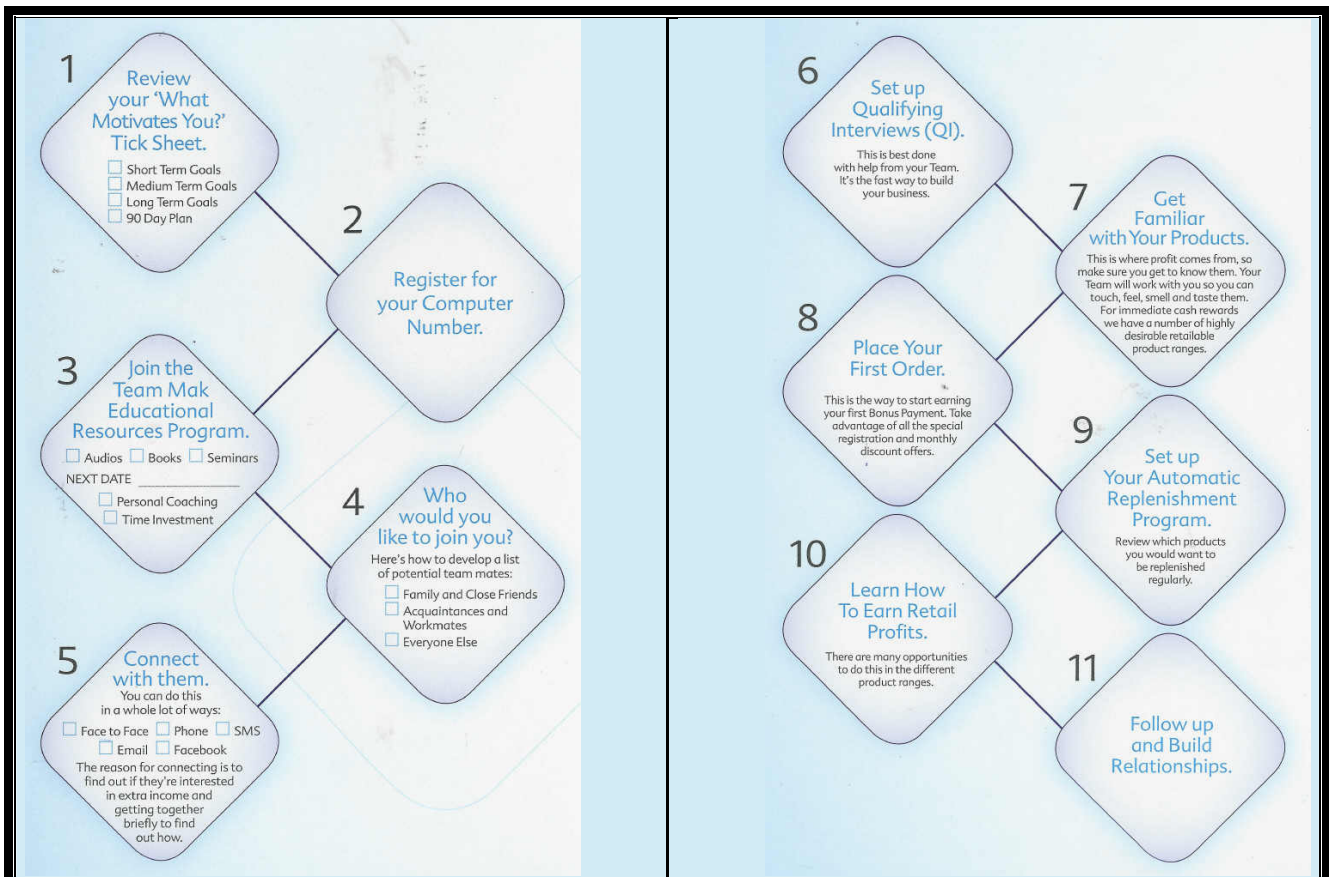 1
Review
your ‘What
Motivates You?’
Tick Sheet.
Short Term Goals
Medium Term Goals
Long Term Goals
90 Day Plan
2
Register for
your Computer
Number.
3
Join the
Team Mak
Educational
Resources Program.
Audios Books Seminars
NEXT DATE
Personal Coaching
Time Investment
4
Who
would you
like to join you?
Here's how to develop a list
of potential team mates:
Family and Close Friends
Acquaintances and
Workmates
Everyone Else
5
Connect
with them.
You can do this
in a whole lot of ways:
Face to Face Phone SMS
Email Facebook
The reason for connecting is to
find out if they're interested
in extra income and
getting together
briefly to find
out how.
6
Set up
Qualifying
Interviews (QI).
This is best done
with help from your Team.
It's the fast way to build
your business.
7
Get
Familiar
with Your Products.
This is where profit comes from, so
make sure you get to know them. Your
Team will work with you so you can
touch, feel, smell and taste them.
For immediate cash rewards
we have a number of highly
desirable retailable
product ranges.
8
Place Your
First Order.
This is the way to start earning
your first Bonus Payment. Take
advantage of all the special
registration and monthly
discount offers.
9
Set up
Your Automatic
Replenishment
Program.
Review which products
you would want to
be replenished
regularly.
10
Learn How
To Earn Retail
Profits.
There are many opportunities
to do this in the different
product ranges.
11
Follow up
and Build
Relationships.